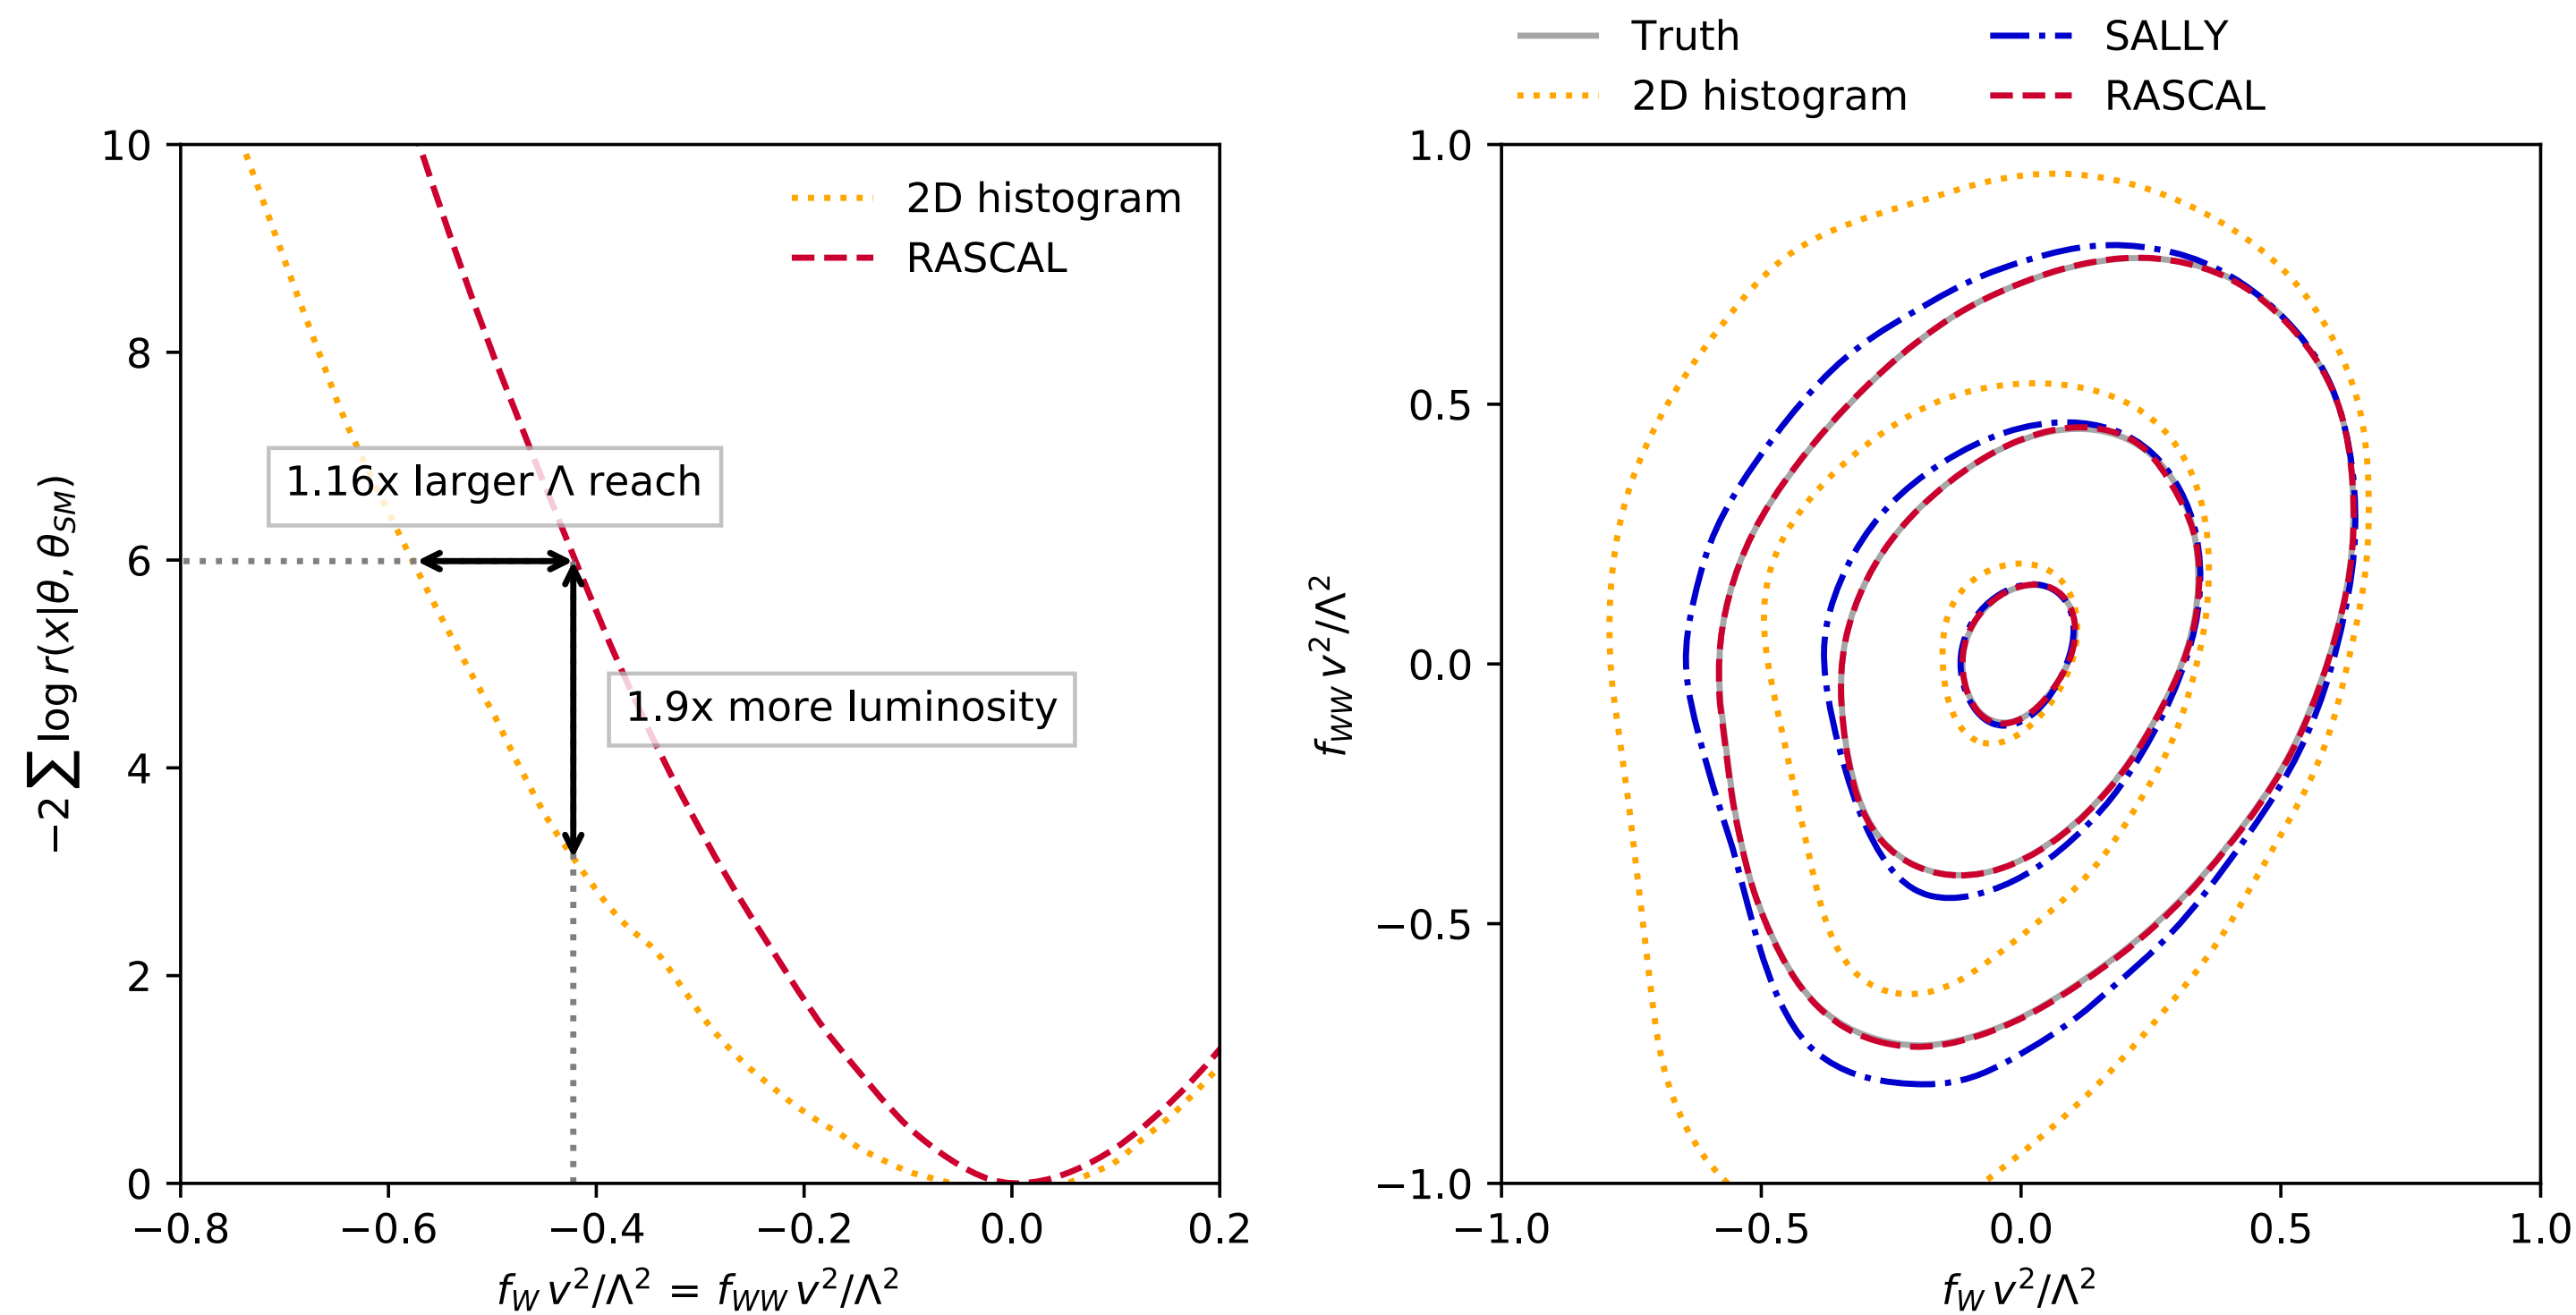 −2 ∑ log r(x|θ, θ_SM)
10
8
6
4
2
0
2D histogram
RASCAL
1.16x larger Λ reach
1.9x more luminosity
−0.8 −0.6 −0.4 −0.2 0.0 0.2
f_W v²/Λ² = f_WW v²/Λ²
Truth
2D histogram
SALLY
RASCAL
f_WW v²/Λ²
1.0
0.5
0.0
−0.5
−1.0
−1.0 −0.5 0.0 0.5 1.0
f_W v²/Λ²